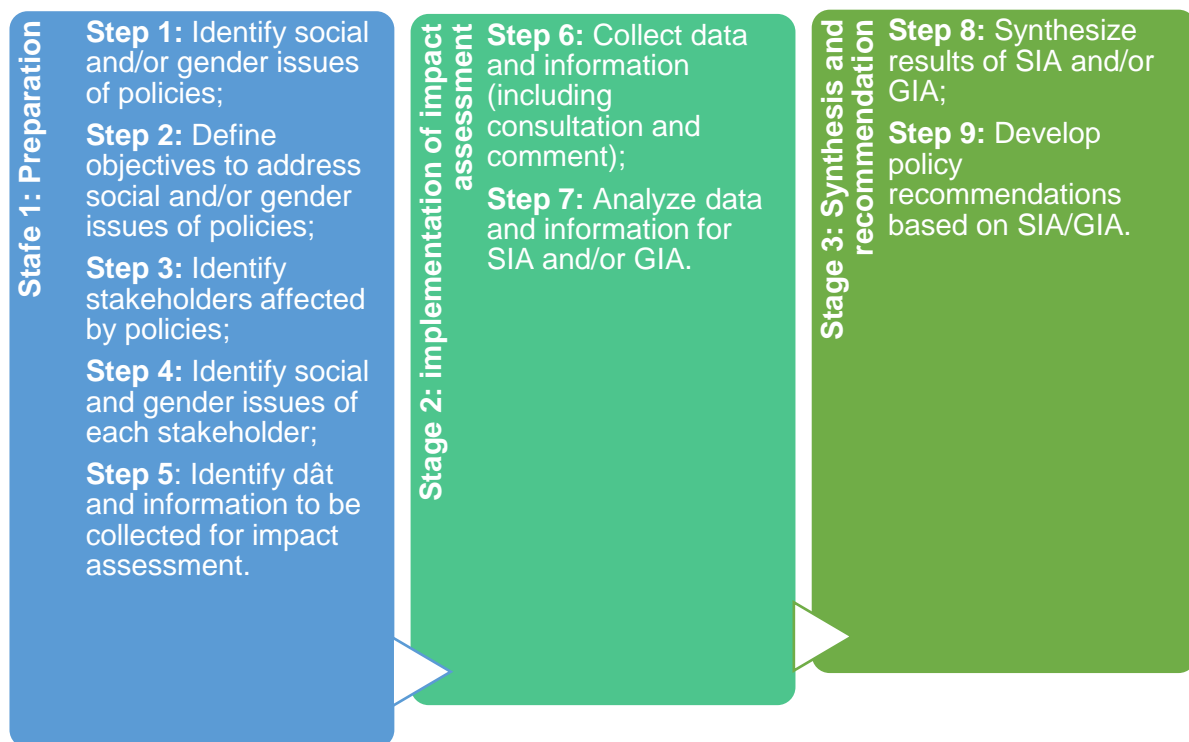 Stafe 1: Preparation
Step 1: Identify social
and/or gender issues
of policies;
Step 2: Define
objectives to address
social and/or gender
issues of policies;
Step 3: Identify
stakeholders affected
by policies;
Step 4: Identify social
and gender issues of
each stakeholder;
Step 5: Identify dât
and information to be
collected for impact
assessment.
Stage 2: implementation of impact
assessment
Step 6: Collect data
and information
(including
consultation and
comment);
Step 7: Analyze data
and information for
SIA and/or GIA.
Stage 3: Synthesis and
recommendation
Step 8: Synthesize
results of SIA and/or
GIA;
Step 9: Develop
policy
recommendations
based on SIA/GIA.